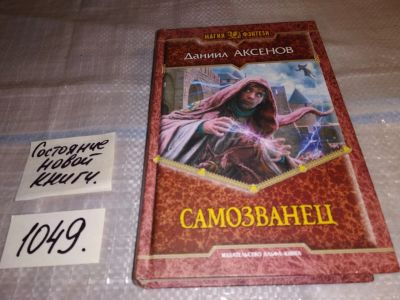 Состояние
новой
книги.
1049.
МАГИЯ ФЭНТЕЗИ
Даниил АКСЕНОВ
САМОЗВАНЕЦ
ИЗДАТЕЛЬСТВО АЛЬФА-КНИГА